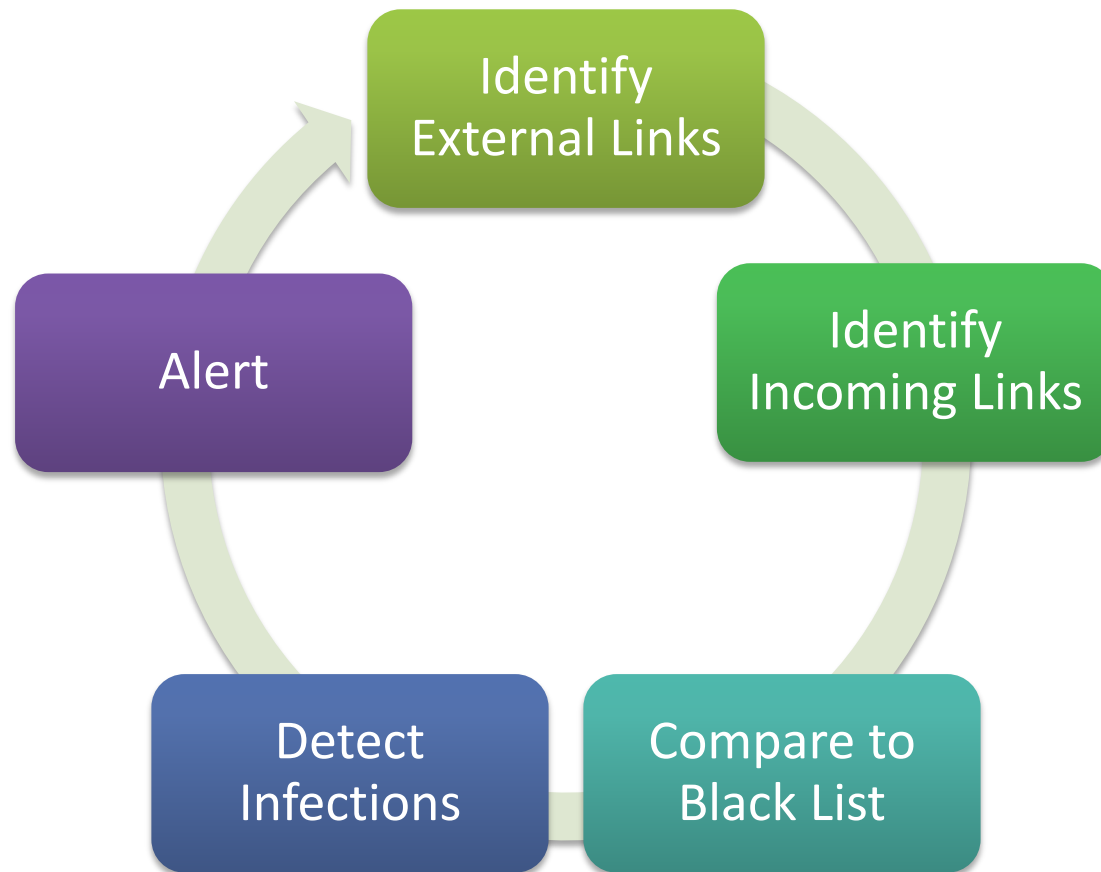 Identify
External Links
Identify
Incoming Links
Compare to
Black List
Detect
Infections
Alert